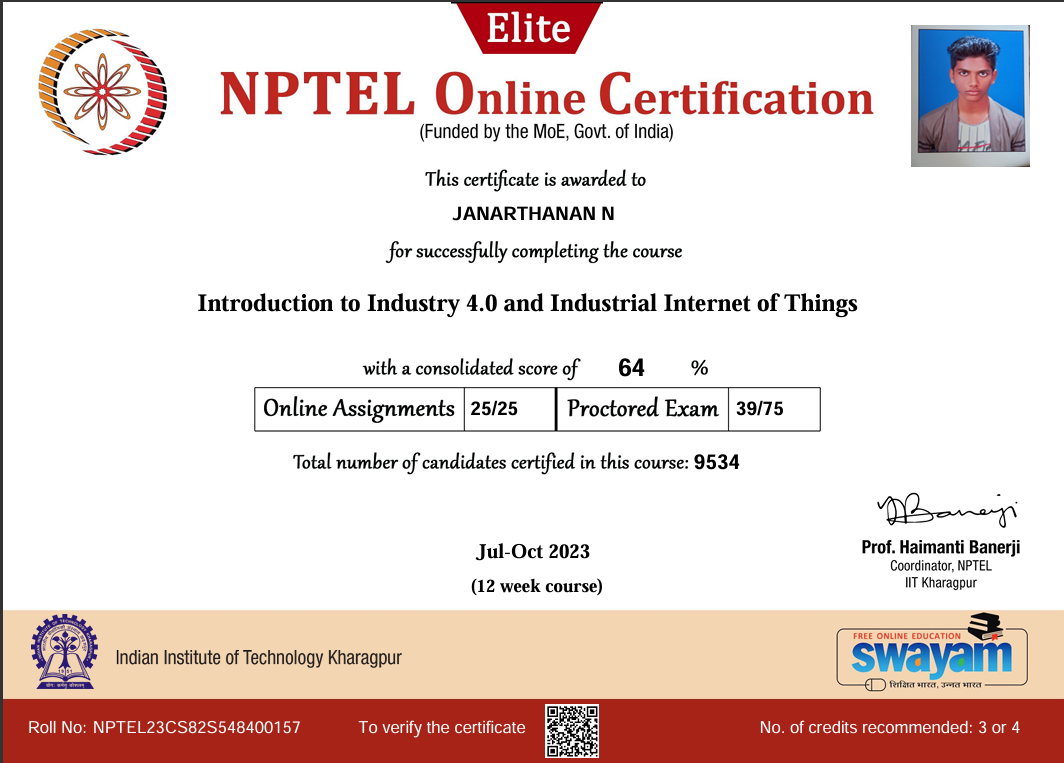 Elite
NPTEL Online Certification
(Funded by the MoE, Govt. of India)
This certificate is awarded to
JANARTHANAN N
for successfully completing the course
Introduction to Industry 4.0 and Industrial Internet of Things
with a consolidated score of 64 %
Online Assignments 25/25 Proctored Exam 39/75
Total number of candidates certified in this course: 9534
Jul-Oct 2023
(12 week course)
Prof. Haimanti Banerji
Coordinator, NPTEL
IIT Kharagpur
Indian Institute of Technology Kharagpur
FREE ONLINE EDUCATION
swayam
शिक्षित भारत, उन्नत भारत
Roll No: NPTEL23CS82S548400157
To verify the certificate
No. of credits recommended: 3 or 4